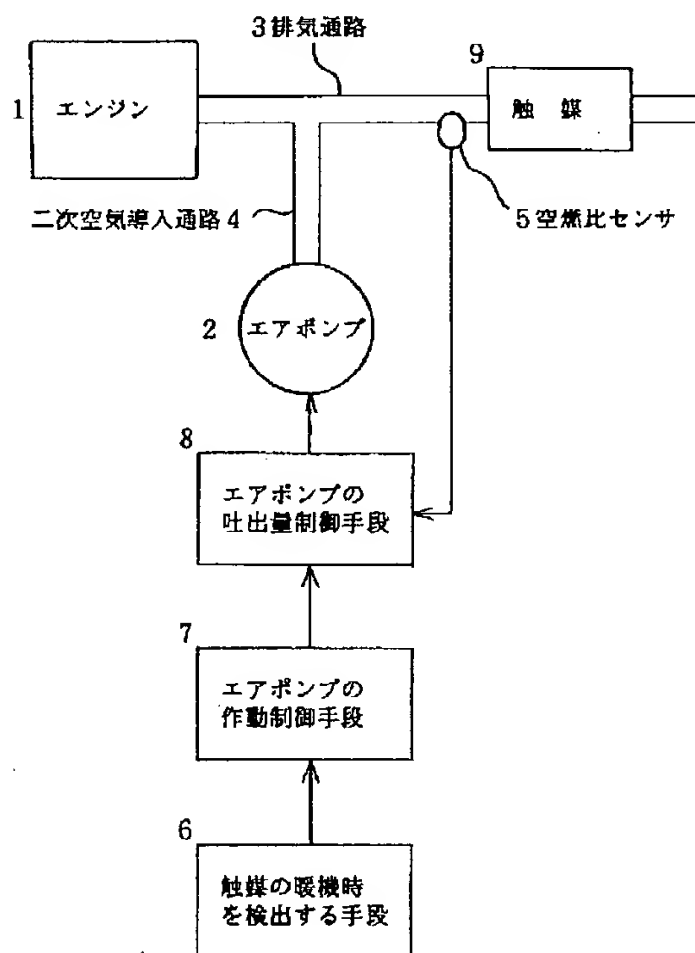 3排気通路
9
1
エンジン
触 媒
二次空気導入通路4
5空燃比センサ
2
エアポンプ
8
エアポンプの
吐出量制御手段
7
エアポンプの
作動制御手段
6
触媒の暖機時
を検出する手段